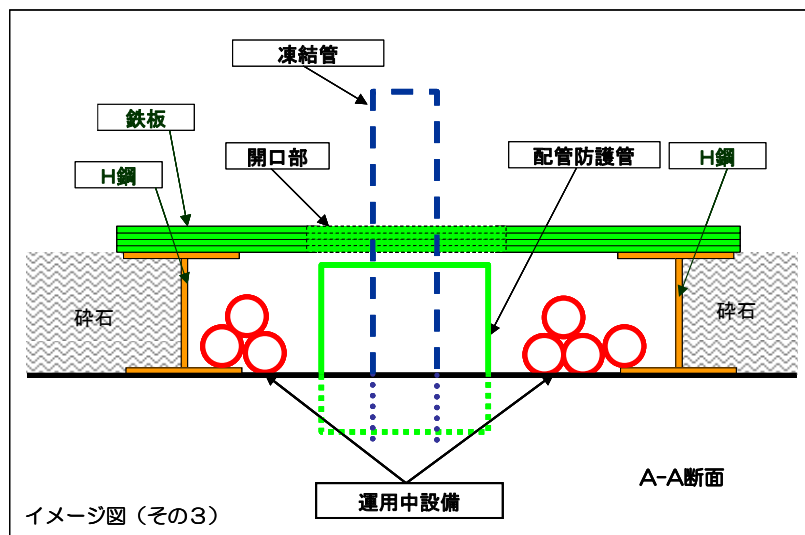 凍結管
鉄板
開口部
配管防護管
H鋼
H鋼
砕石
砕石
A-A断面
運用中設備
イメージ図(その3)